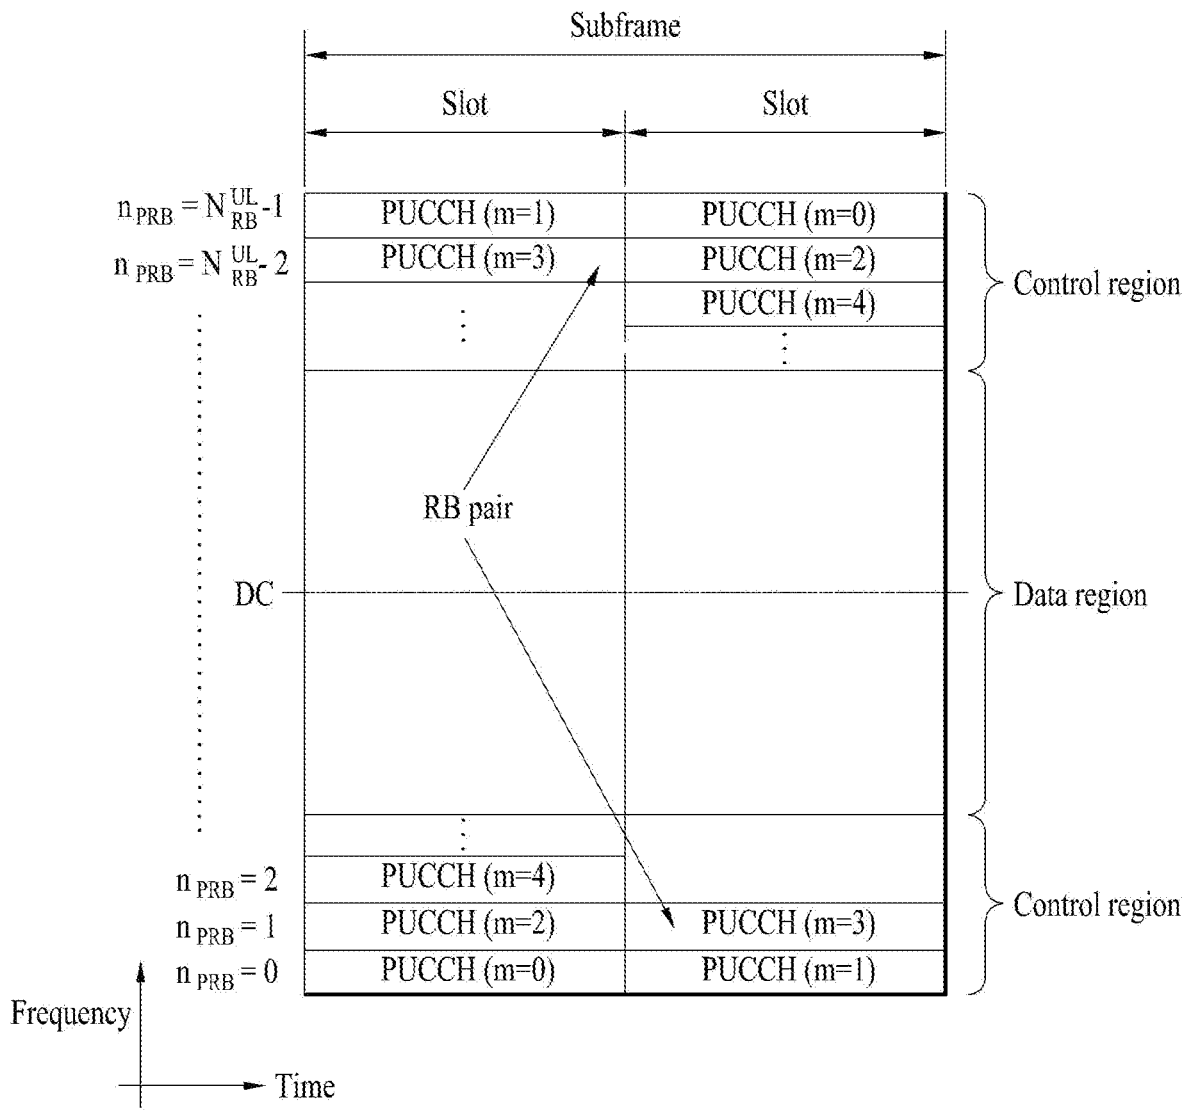 Subframe
Slot Slot
n PRB = N UL RB -1 PUCCH (m=1) PUCCH (m=0)
n PRB = N UL RB - 2 PUCCH (m=3) PUCCH (m=2)
PUCCH (m=4)
Control region
RB pair
DC
Data region
n PRB = 2 PUCCH (m=4)
n PRB = 1 PUCCH (m=2) PUCCH (m=3)
Control region
n PRB = 0 PUCCH (m=0) PUCCH (m=1)
Frequency
Time